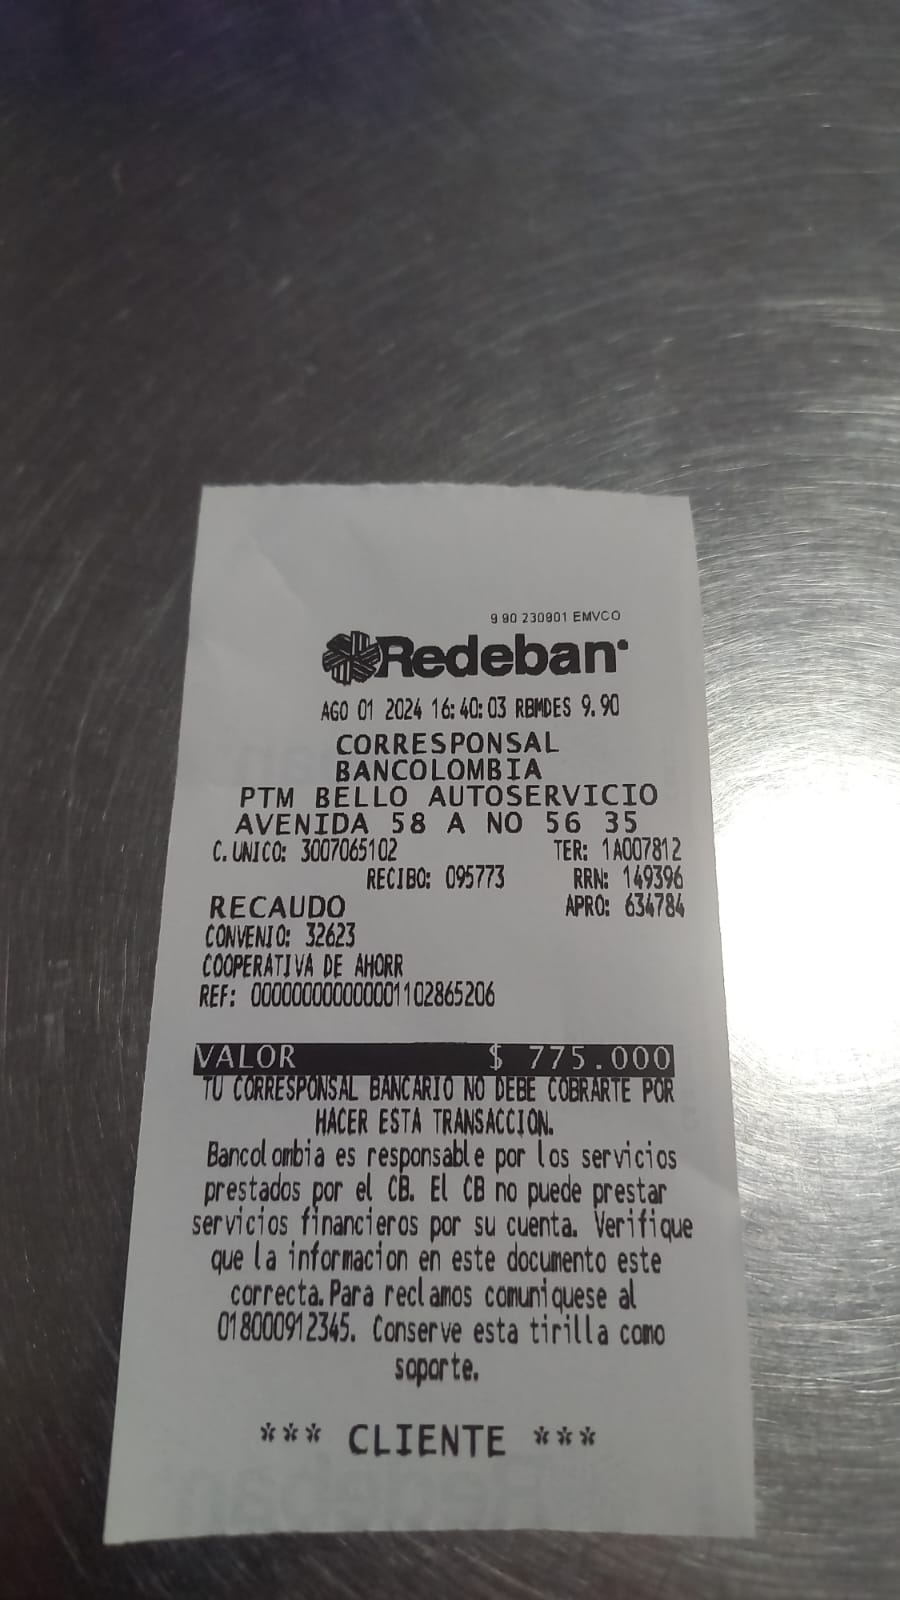 9 90 230901 EMVCO
Redeban
AGO 01 2024 16:40:03 RBMDES 9.90
CORRESPONSAL
BANCOLOMBIA
PTM BELLO AUTOSERVICIO
AVENIDA 58 A NO 56 35
C. UNICO: 3007065102 TER: 1A007812
RECIBO: 095773 RRN: 149396
RECAUDO APRO: 634784
CONVENIO: 32623
COOPERATIVA DE AHORR
REF: 00000000000001102865206
VALOR $ 775.000
TU CORRESPONSAL BANCARIO NO DEBE COBRARTE POR
HACER ESTA TRANSACCION.
Bancolombia es responsable por los servicios
prestados por el CB. El CB no puede prestar
servicios financieros por su cuenta. Verifique
que la informacion en este documento este
correcta. Para reclamos comuniquese al
018000912345. Conserve esta tirilla como
soporte.
*** CLIENTE ***